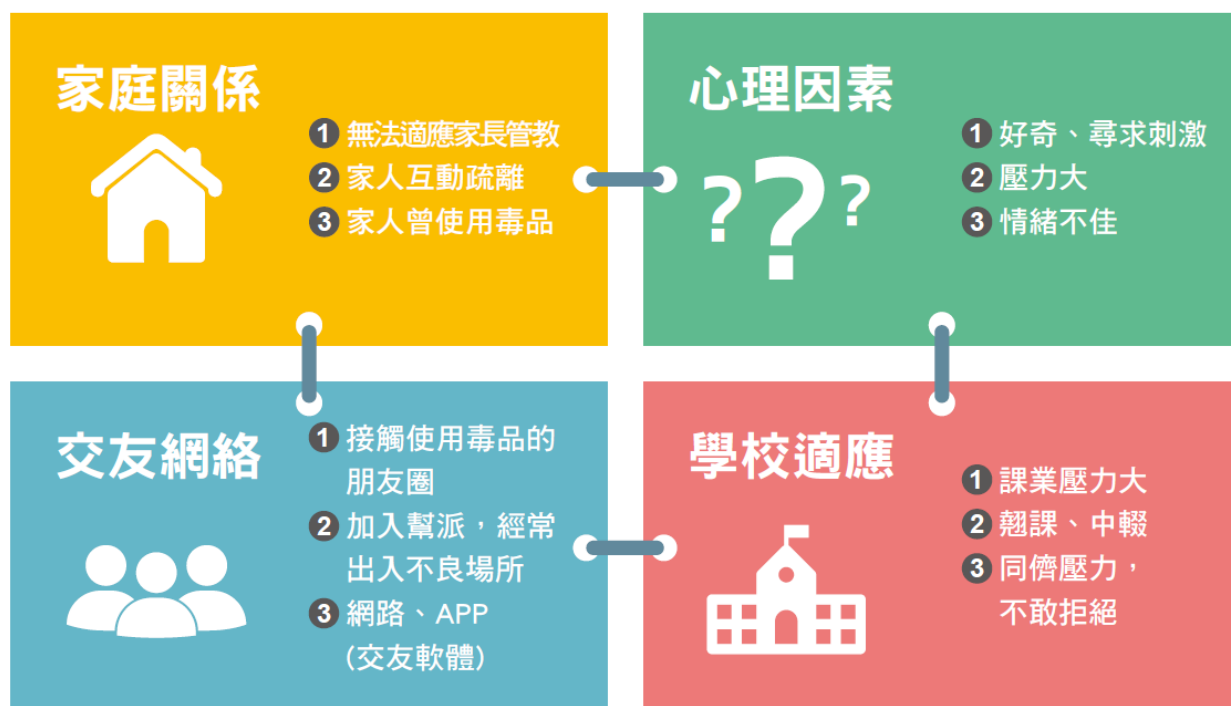 家庭關係
1 無法適應家長管教
2 家人互動疏離
3 家人曾使用毒品
心理因素
? ? ?
1 好奇、尋求刺激
2 壓力大
3 情緒不佳
交友網絡
1 接觸使用毒品的
朋友圈
2 加入幫派，經常
出入不良場所
3 網路、APP
(交友軟體)
學校適應
1 課業壓力大
2 翹課、中輟
3 同儕壓力，
不敢拒絕